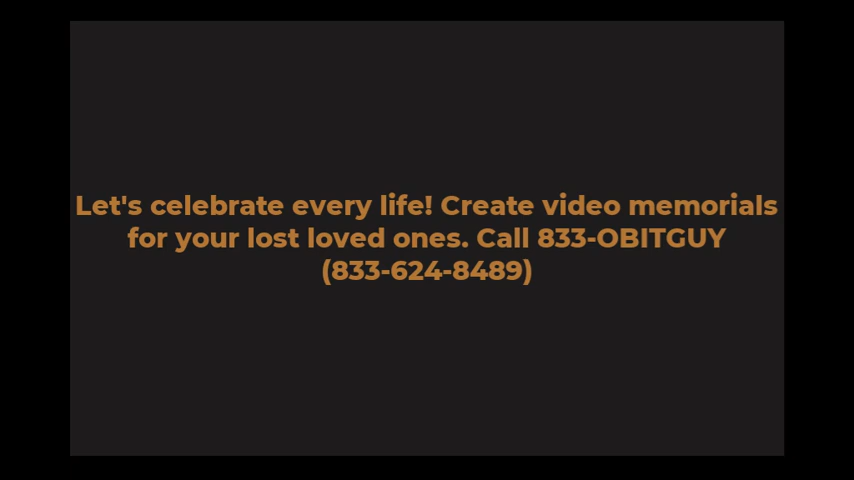 Let's celebrate every life! Create video memorials
for your lost loved ones. Call 833-OBITGUY
(833-624-8489)